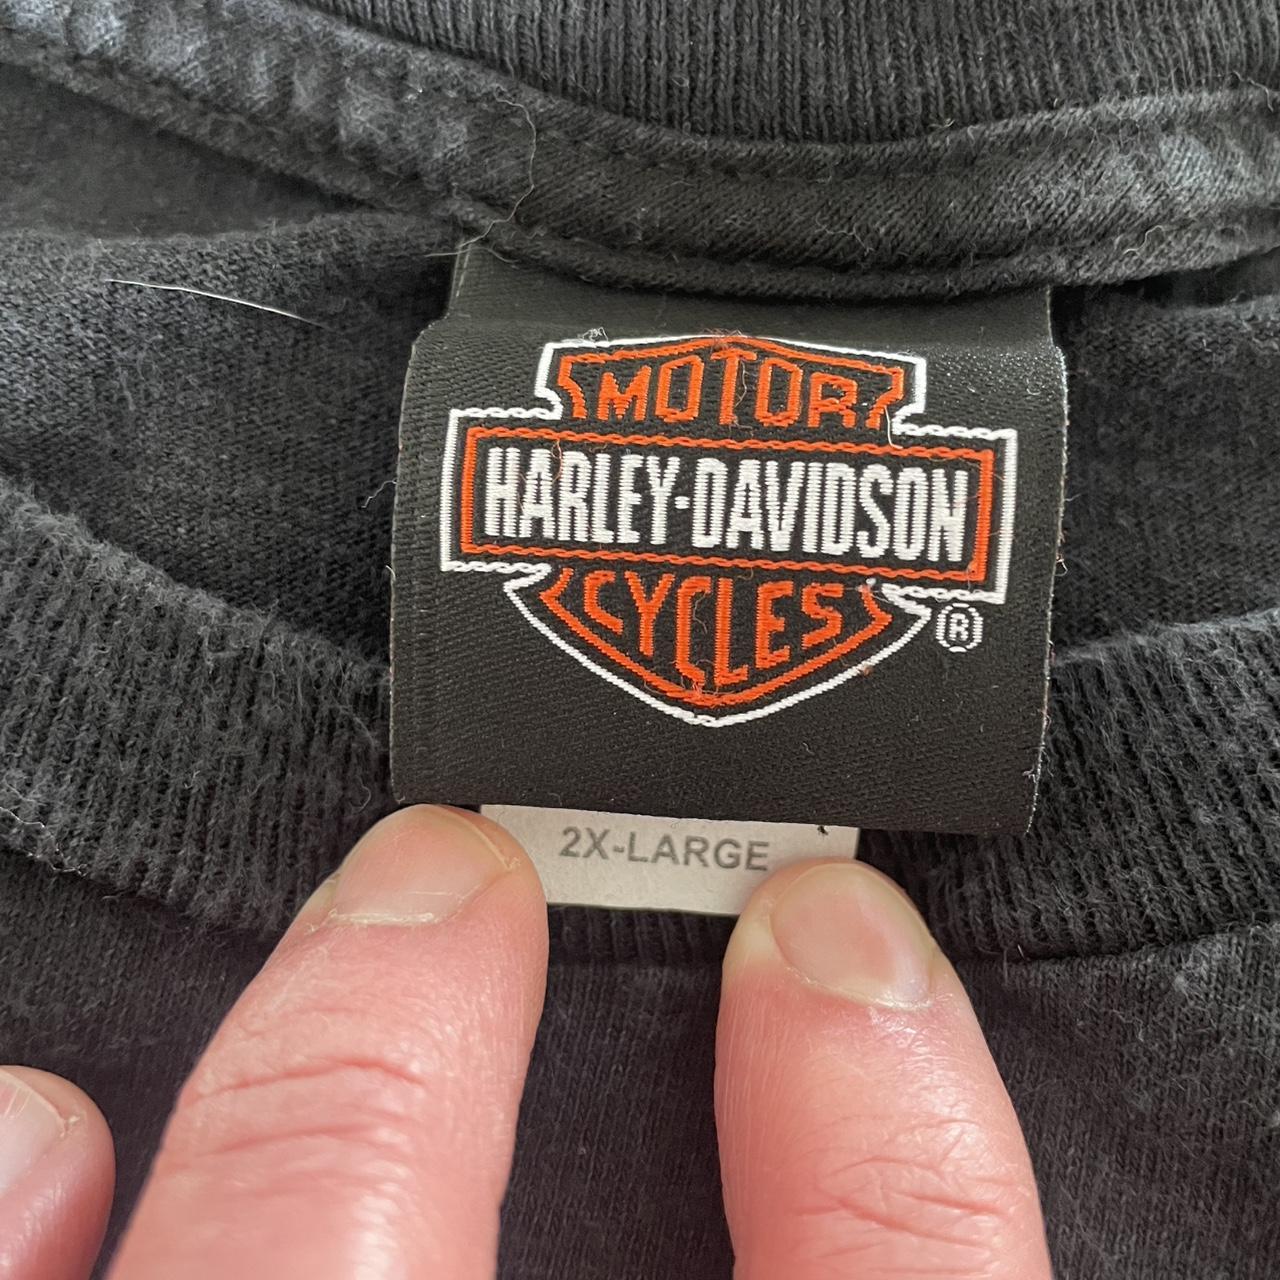 MOTOR
HARLEY-DAVIDSON
CYCLES
®
2X-LARGE